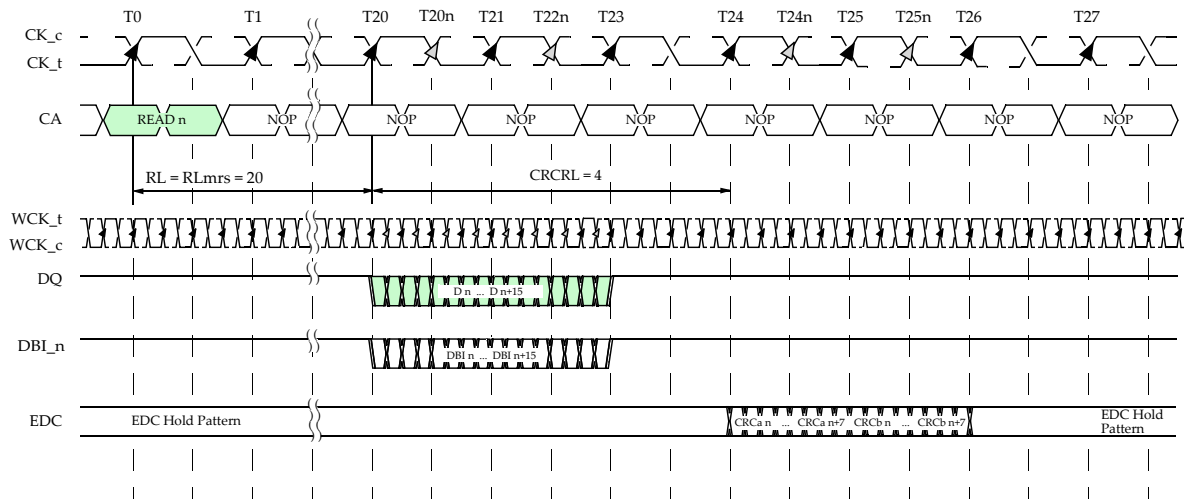 T0 T1 T20 T20n T21 T22n T23 T24 T24n T25 T25n T26 T27
CK_c
CK_t
CA READ n NOP NOP NOP NOP NOP NOP NOP NOP
RL = RLmrs = 20 CRCRL = 4
WCK_t
WCK_c
DQ
D n ... D n+15
DBI_n
DBI n ... DBI n+15
EDC EDC Hold Pattern CRCa n ... CRCa n+7 CRCb n ... CRCb n+7 EDC Hold
Pattern